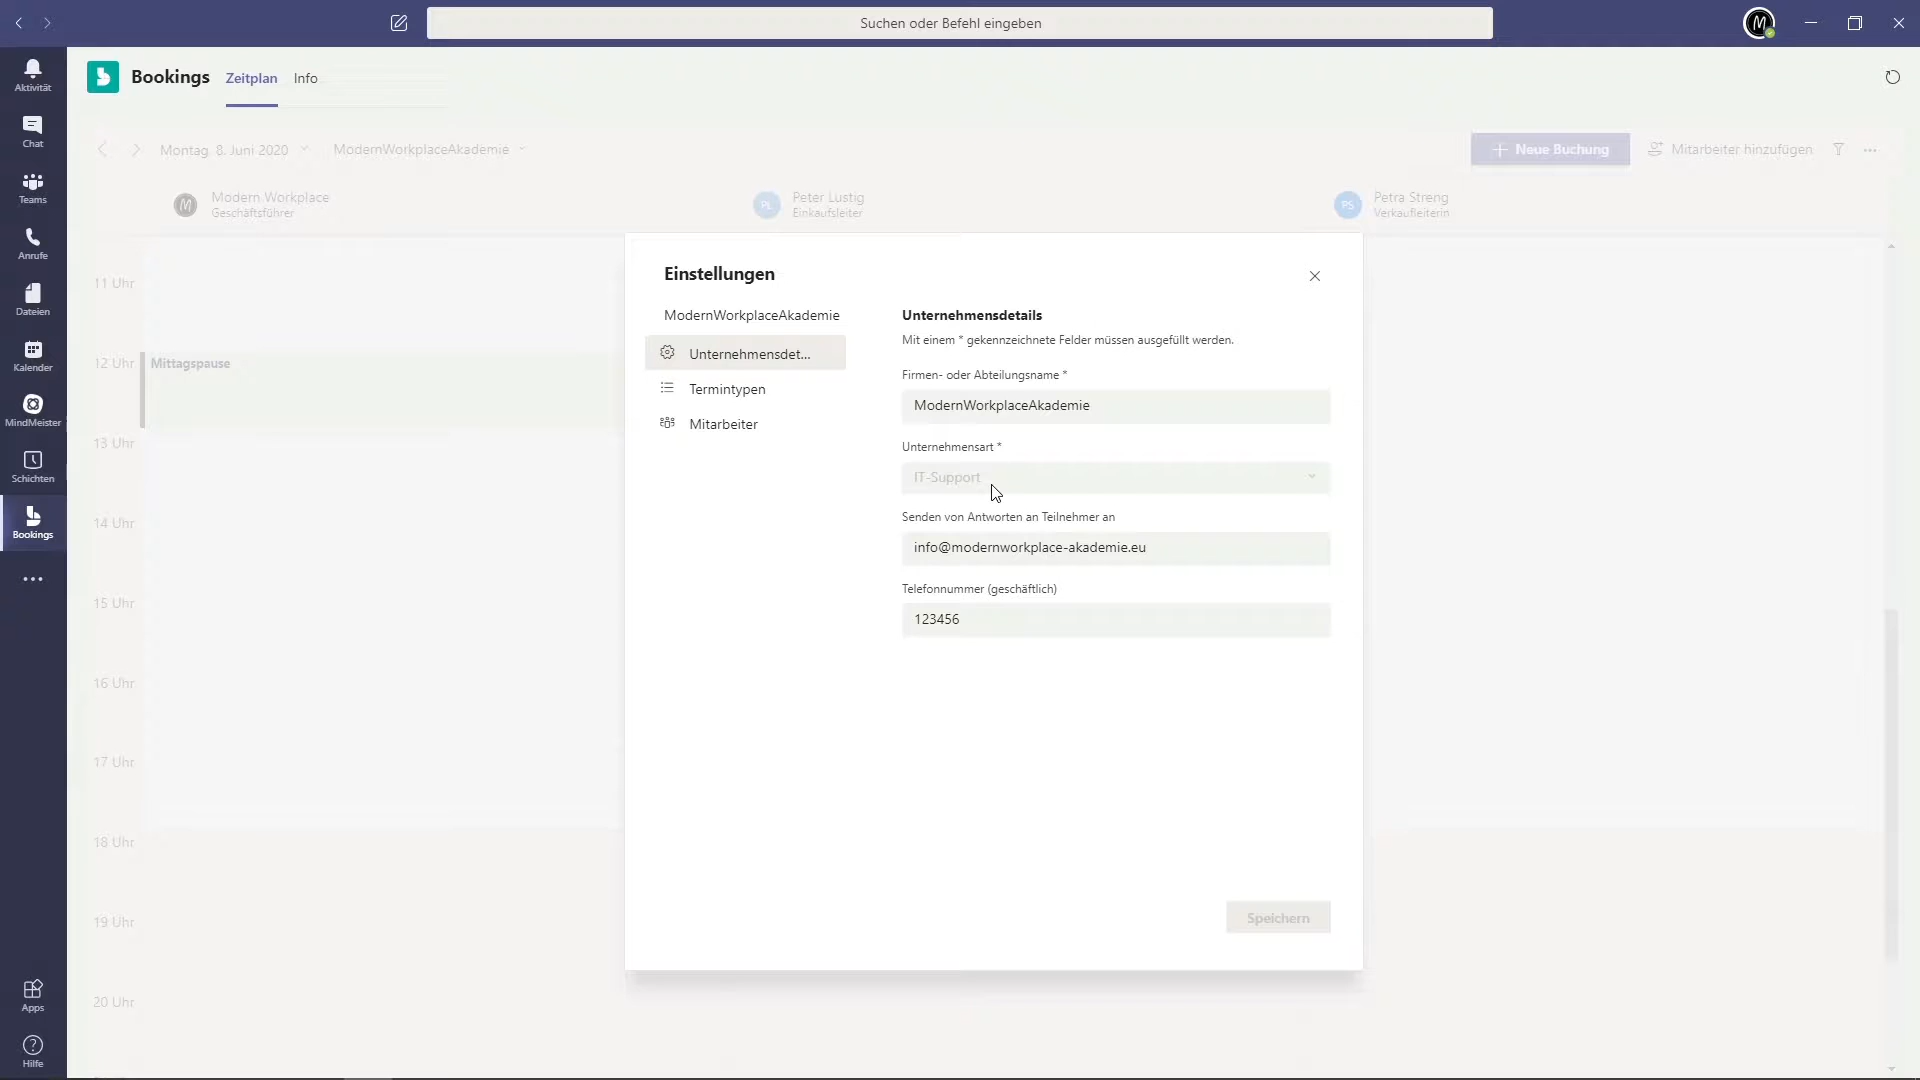 Suchen oder Befehl eingeben
M
Aktivität
Chat
Teams
Anrufe
Dateien
Kalender
MindMeister
Schichten
Bookings
Apps
Hilfe
Bookings
Zeitplan
Info
Montag, 8. Juni 2020
ModernWorkplaceAkademie
Neue Buchung
Mitarbeiter hinzufügen
M
Modern Workplace
Geschäftsführer
PL
Peter Lustig
Einkaufsleiter
PS
Petra Streng
Verkaufleiterin
11 Uhr
12 Uhr
Mittagspause
13 Uhr
14 Uhr
15 Uhr
16 Uhr
17 Uhr
18 Uhr
19 Uhr
20 Uhr
Einstellungen
ModernWorkplaceAkademie
Unternehmensdet...
Termintypen
Mitarbeiter
Unternehmensdetails
Mit einem * gekennzeichnete Felder müssen ausgefüllt werden.
Firmen- oder Abteilungsname *
ModernWorkplaceAkademie
Unternehmensart *
IT-Support
Senden von Antworten an Teilnehmer an
info@modernworkplace-akademie.eu
Telefonnummer (geschäftlich)
123456
Speichern